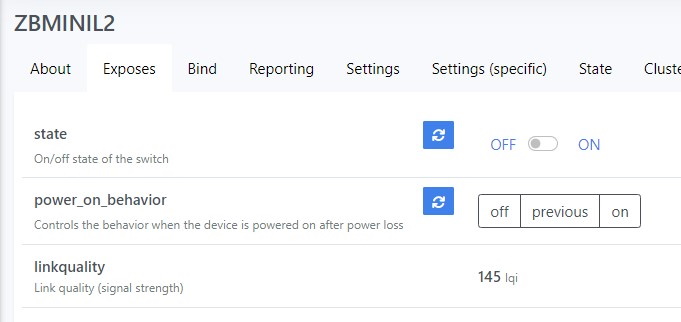 ZBMINIL2
About Exposes Bind Reporting Settings Settings (specific) State Cluste
state
On/off state of the switch
OFF ON
power_on_behavior
Controls the behavior when the device is powered on after power loss
off previous on
linkquality
Link quality (signal strength)
145 lqi